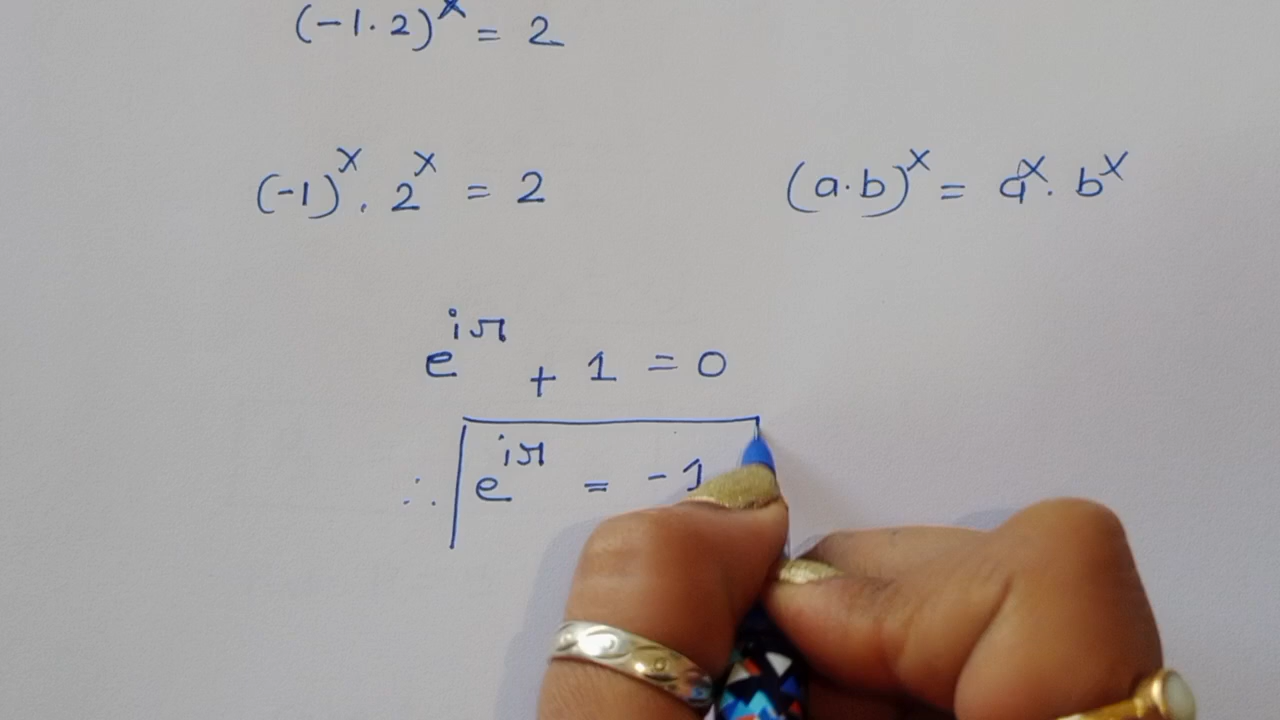 (-1.2)^x = 2
(-1)^x . 2^x = 2
(a.b)^x = a^x . b^x
e^iπ + 1 = 0
∴ e^iπ = -1